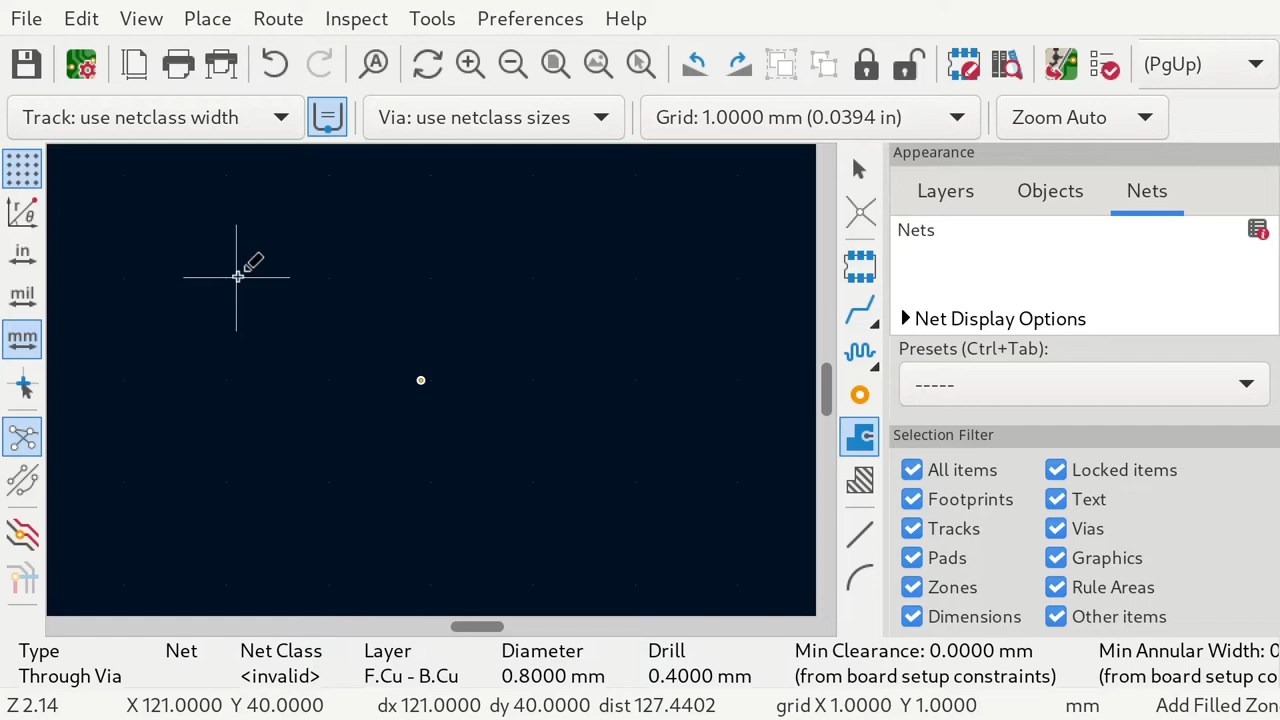 File Edit View Place Route Inspect Tools Preferences Help
(PgUp)
Track: use netclass width Via: use netclass sizes Grid: 1.0000 mm (0.0394 in) Zoom Auto
Appearance
Layers Objects Nets
Nets
Net Display Options
Presets (Ctrl+Tab):
-----
Selection Filter
All items Locked items
Footprints Text
Tracks Vias
Pads Graphics
Zones Rule Areas
Dimensions Other items
r
θ
in
mil
mm
Type Net Net Class Layer Diameter Drill Min Clearance: 0.0000 mm Min Annular Width: 0
Through Via <invalid> F.Cu - B.Cu 0.8000 mm 0.4000 mm (from board setup constraints) (from board setup co
Z 2.14 X 121.0000 Y 40.0000 dx 121.0000 dy 40.0000 dist 127.4402 grid X 1.0000 Y 1.0000 mm Add Filled Zon